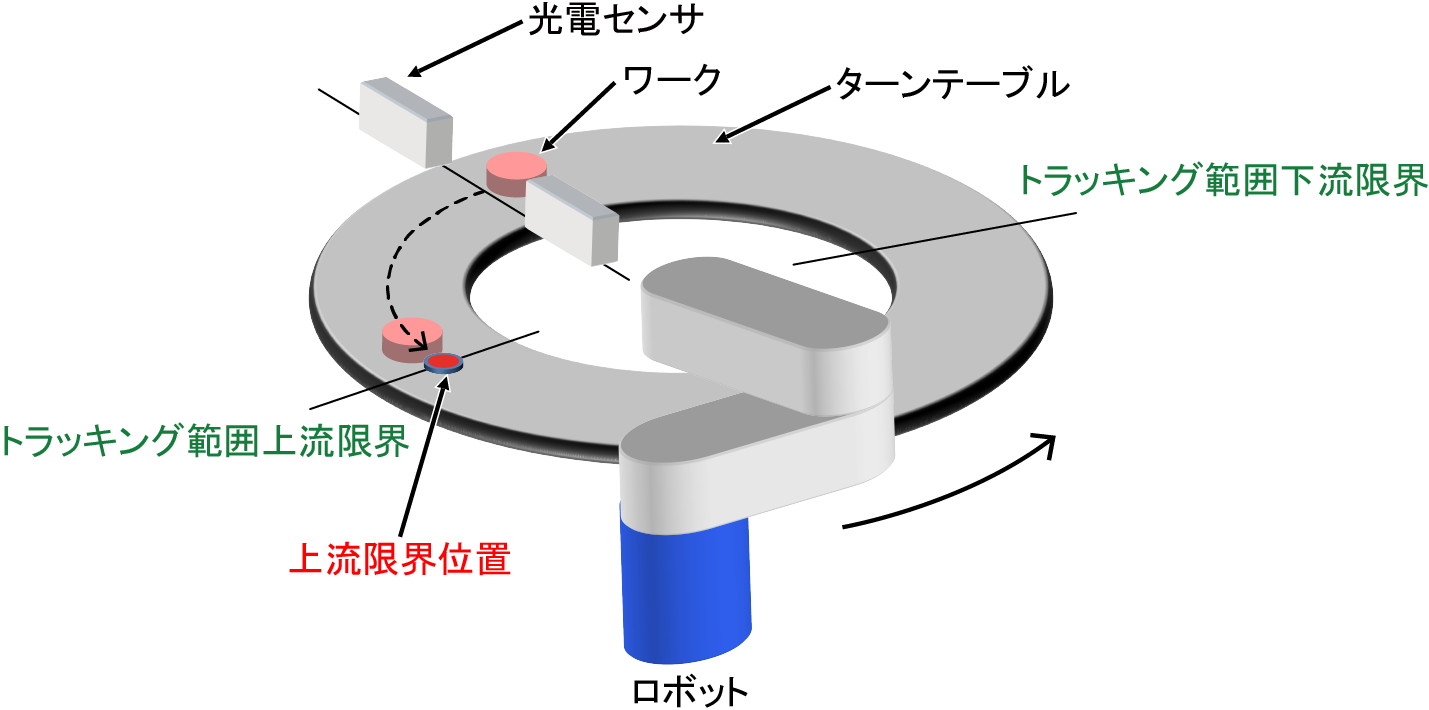 光電センサ
ワーク
ターンテーブル
トラッキング範囲下流限界
トラッキング範囲上流限界
上流限界位置
ロボット